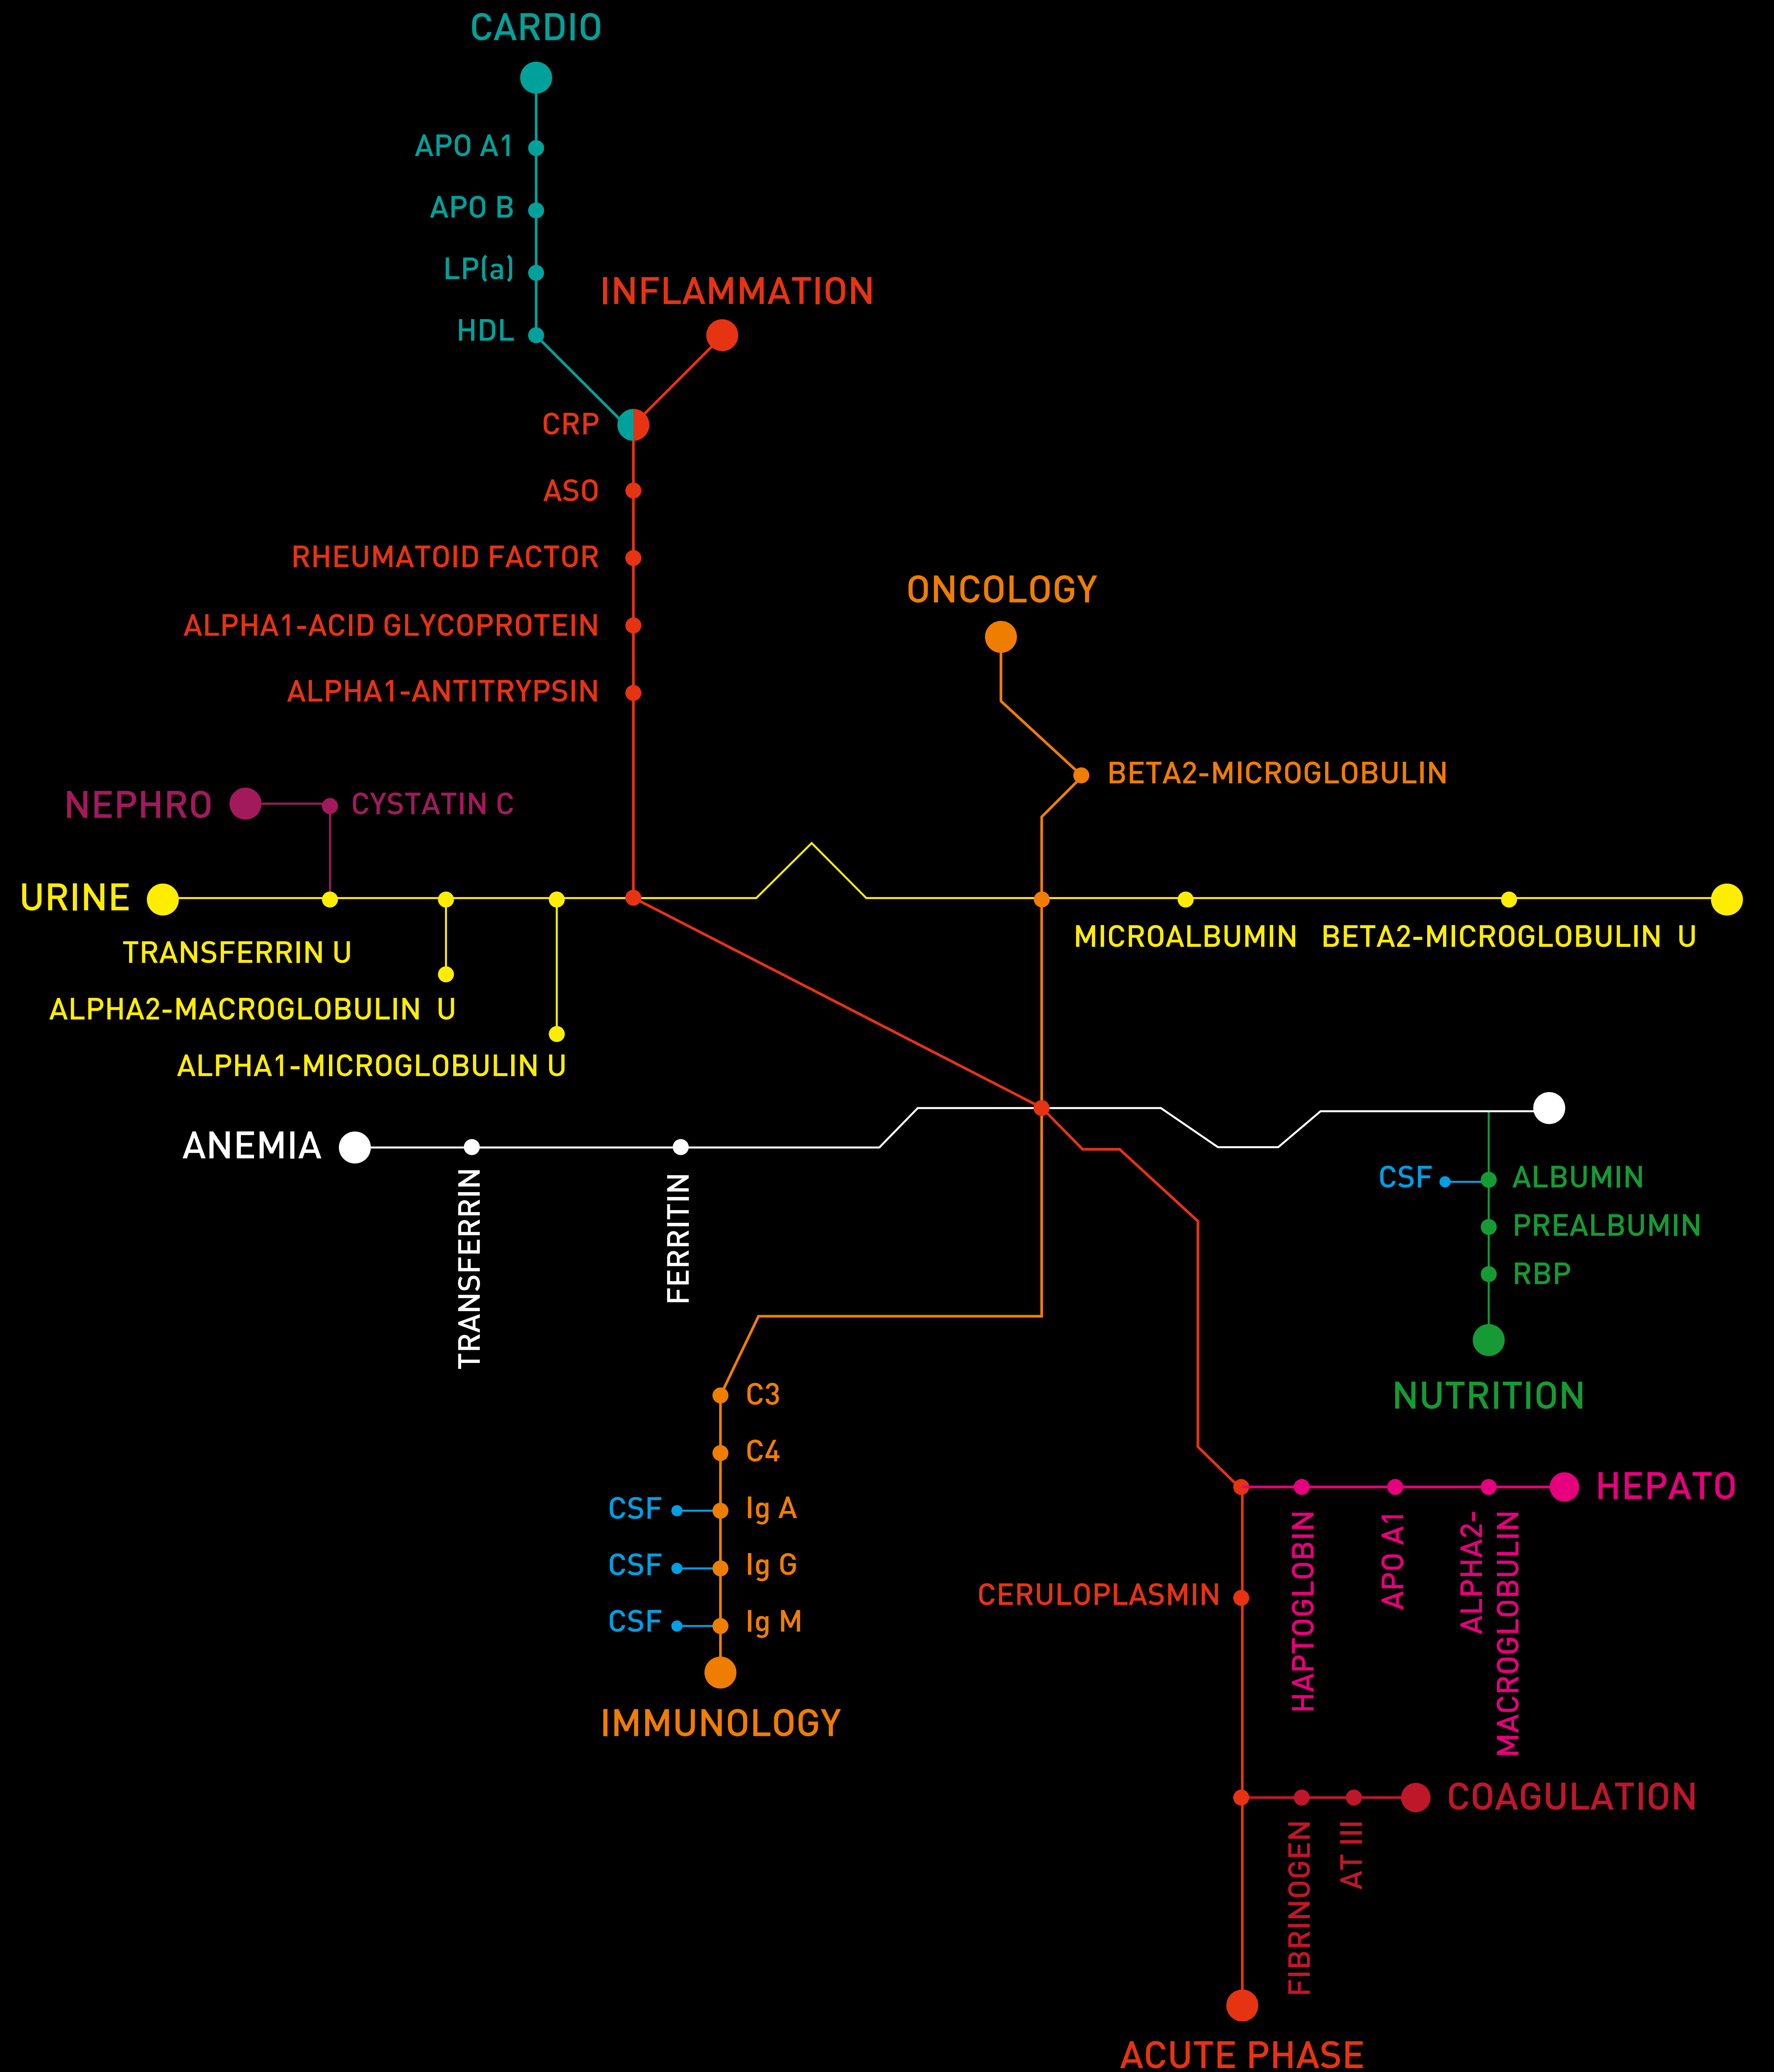 CARDIO
APO A1
APO B
LP(a)
HDL
INFLAMMATION
CRP
ASO
RHEUMATOID FACTOR
ALPHA1-ACID GLYCOPROTEIN
ALPHA1-ANTITRYPSIN
ONCOLOGY
BETA2-MICROGLOBULIN
NEPHRO
CYSTATIN C
URINE
TRANSFERRIN U
ALPHA2-MACROGLOBULIN U
ALPHA1-MICROGLOBULIN U
MICROALBUMIN
BETA2-MICROGLOBULIN U
ANEMIA
TRANSFERRIN
FERRITIN
CSF
ALBUMIN
PREALBUMIN
RBP
NUTRITION
C3
C4
CSF
Ig A
CSF
Ig G
CSF
Ig M
IMMUNOLOGY
HEPATO
HAPTOGLOBIN
APO A1
ALPHA2-
MACROGLOBULIN
CERULOPLASMIN
COAGULATION
FIBRINOGEN
AT III
ACUTE PHASE